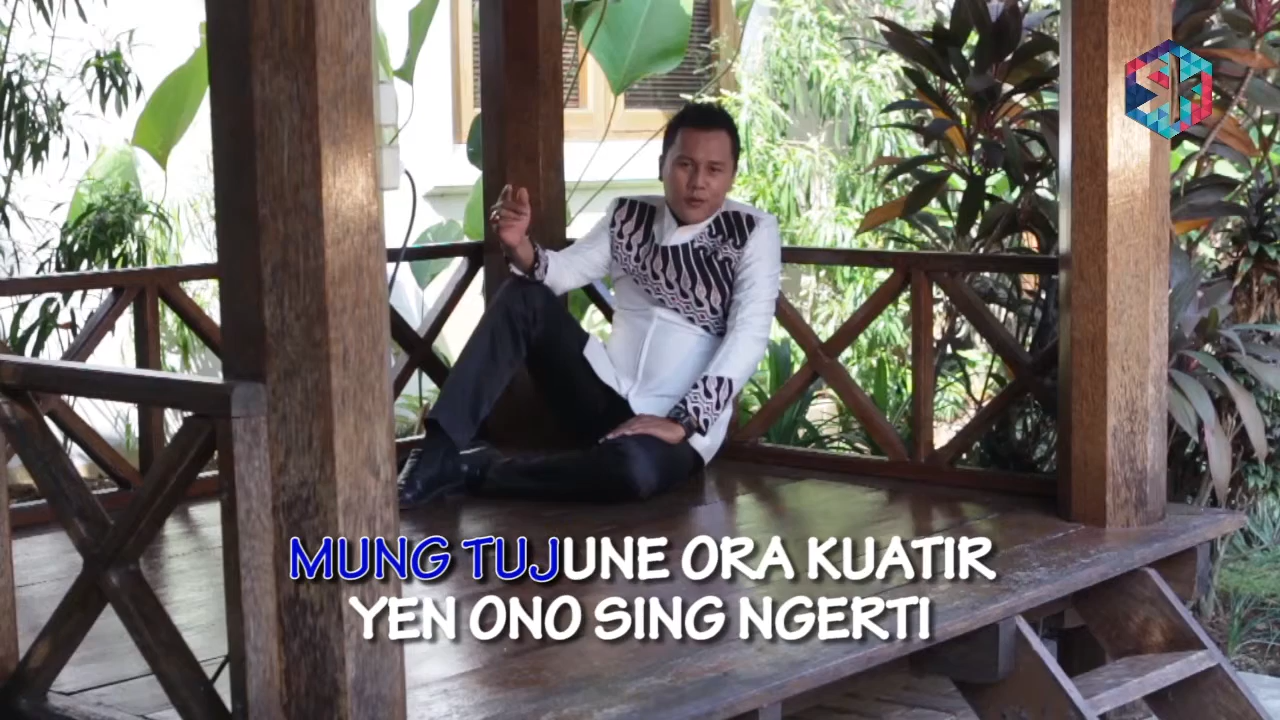 MUNG TUJUNE ORA KUATIR
YEN ONO SING NGERTI